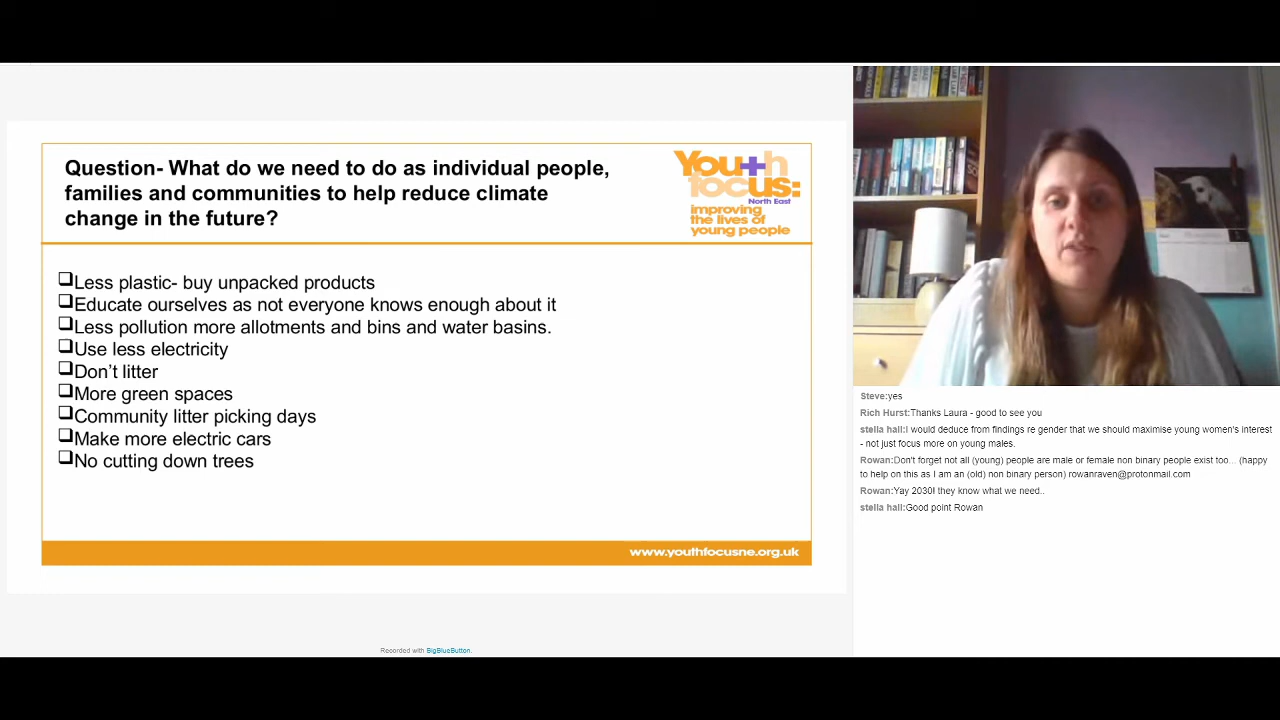 Question- What do we need to do as individual people,
families and communities to help reduce climate
change in the future?
Youth
focus:
North East
improving
the lives of
young people
Less plastic- buy unpacked products
Educate ourselves as not everyone knows enough about it
Less pollution more allotments and bins and water basins.
Use less electricity
Don’t litter
More green spaces
Community litter picking days
Make more electric cars
No cutting down trees
www.youthfocusne.org.uk
Recorded with BigBlueButton.
Steve:yes
Rich Hurst:Thanks Laura - good to see you
stella hall:I would deduce from findings re gender that we should maximise young women's interest
- not just focus more on young males.
Rowan:Don't forget not all (young) people are male or female non binary people exist too... (happy
to help on this as I am an (old) non binary person) rowanraven@protonmail.com
Rowan:Yay 2030! they know what we need..
stella hall:Good point Rowan